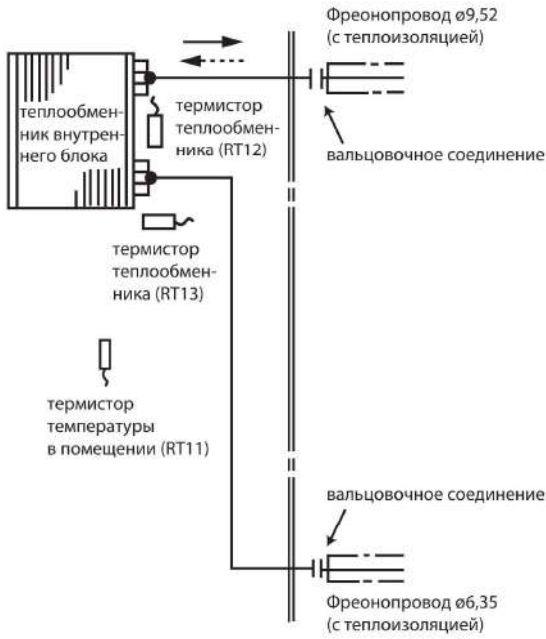 Фреонопровод ø9,52
(с теплоизоляцией)
теплообмен-
ник внутрен-
него блока
термистор
теплообмен-
ника (RT12)
вальцовочное соединение
термистор
теплообмен-
ника (RT13)
термистор
температуры
в помещении (RT11)
вальцовочное соединение
Фреонопровод ø6,35
(с теплоизоляцией)